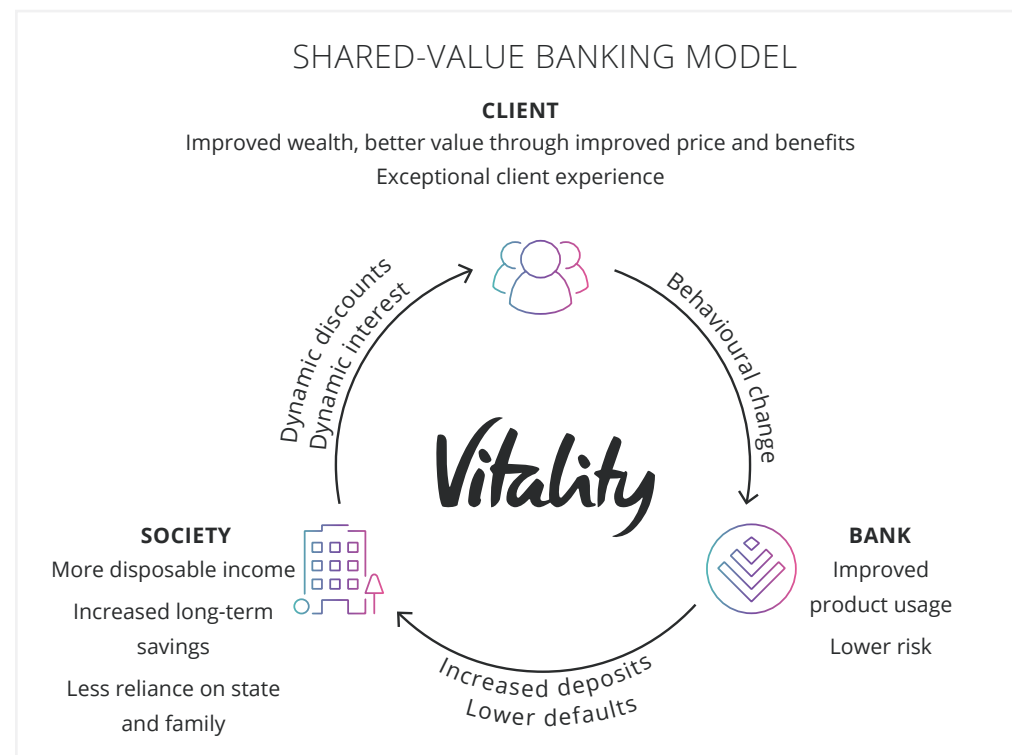 SHARED-VALUE BANKING MODEL
CLIENT
Improved wealth, better value through improved price and benefits
Exceptional client experience
Dynamic discounts
Dynamic interest
Behavioural change
Vitality
SOCIETY
More disposable income
Increased long-term
savings
Less reliance on state
and family
BANK
Improved
product usage
Lower risk
Increased deposits
Lower defaults